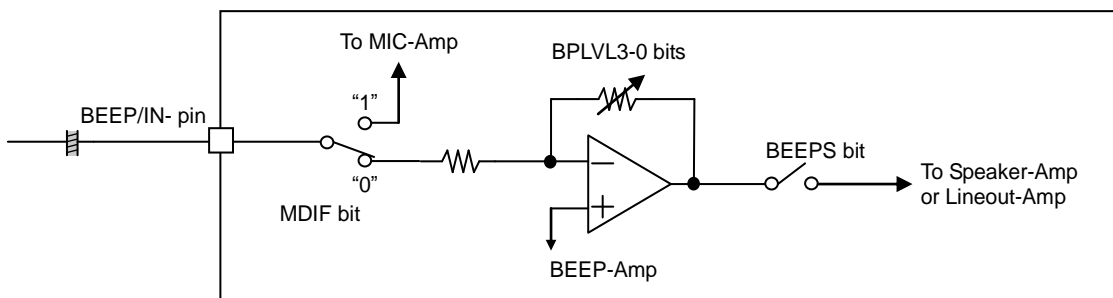 To MIC-Amp
BPLVL3-0 bits
BEEP/IN- pin
“1”
“0”
MDIF bit
BEEPS bit
To Speaker-Amp
or Lineout-Amp
BEEP-Amp